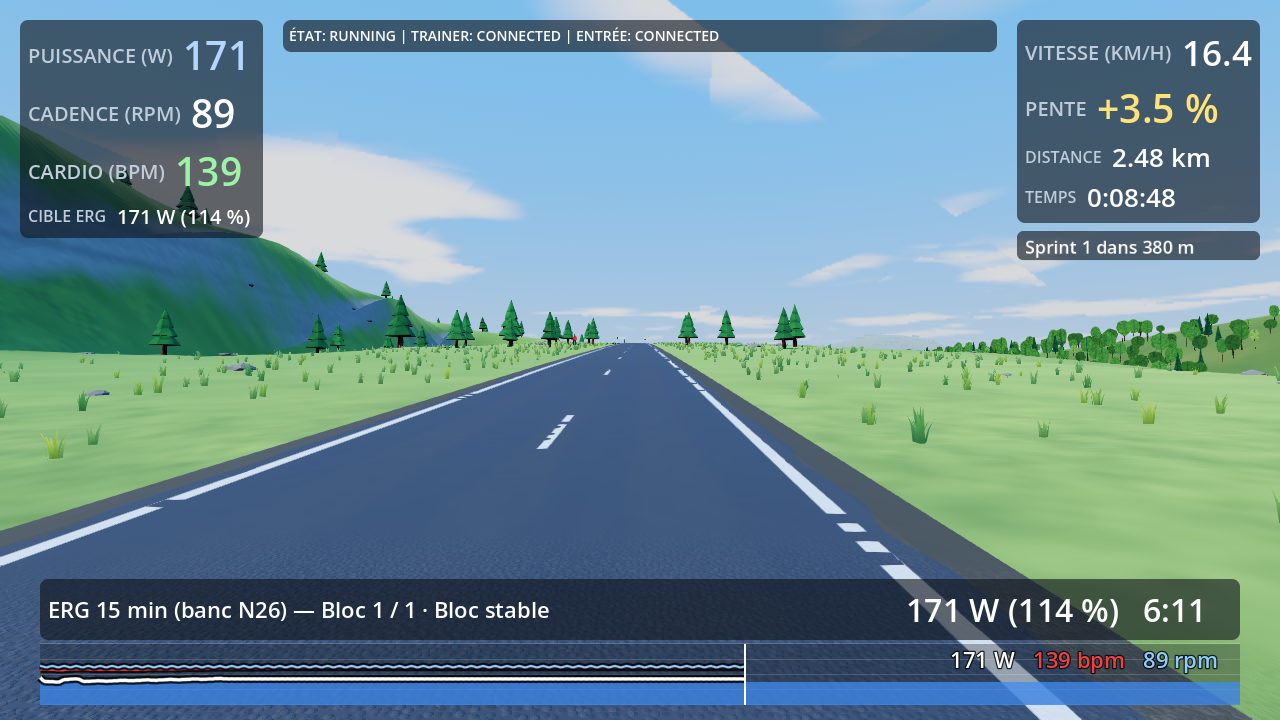 PUISSANCE (W) 171
CADENCE (RPM) 89
CARDIO (BPM) 139
CIBLE ERG 171 W (114 %)
ÉTAT: RUNNING | TRAINER: CONNECTED | ENTRÉE: CONNECTED
VITESSE (KM/H) 16.4
PENTE +3.5 %
DISTANCE 2.48 km
TEMPS 0:08:48
Sprint 1 dans 380 m
ERG 15 min (banc N26) — Bloc 1 / 1 · Bloc stable 171 W (114 %) 6:11
171 W 139 bpm 89 rpm